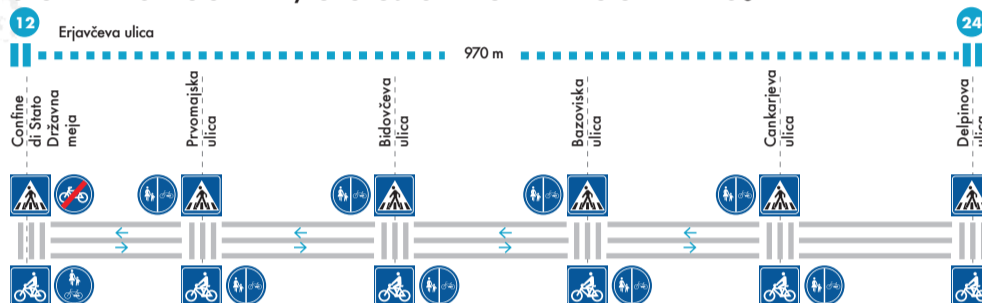 12
24
Erjavčeva ulica
970 m
Confine
di Stato
Državna
meja
Prvomajska
ulica
Bidovčeva
ulica
Bazoviska
ulica
Cankarjeva
ulica
Delpinova
ulica